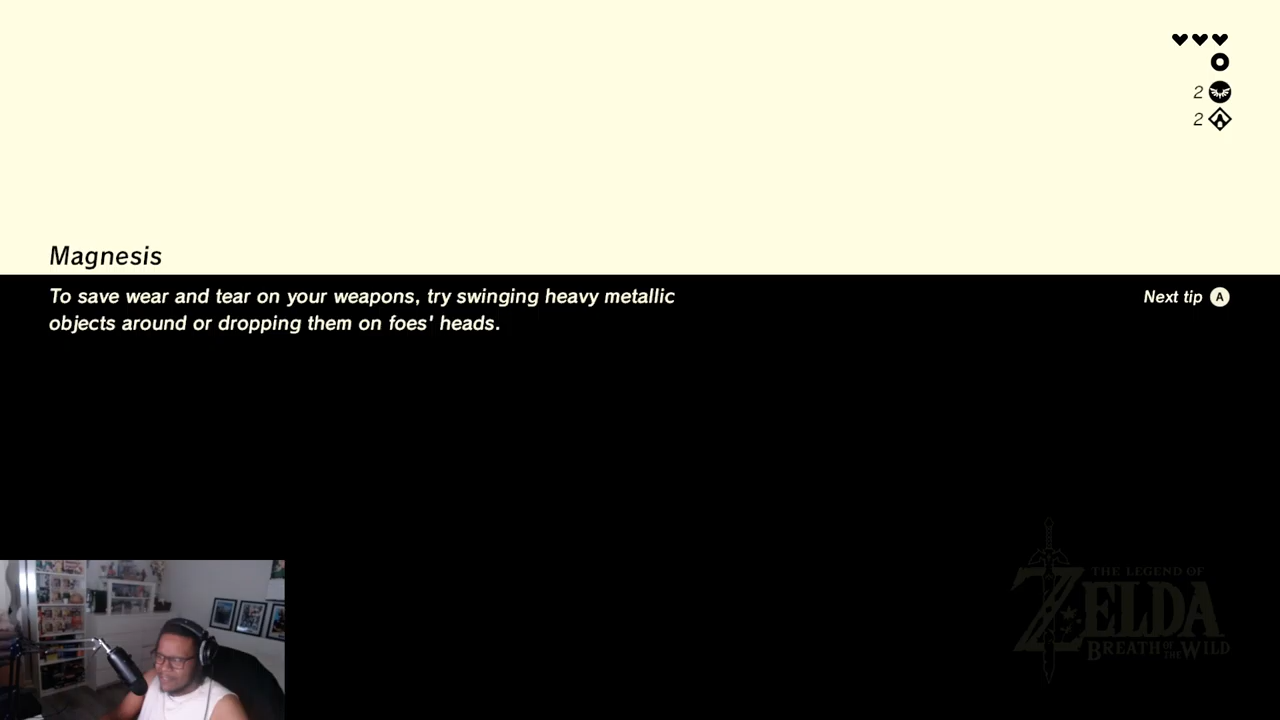 2
2
Magnesis
To save wear and tear on your weapons, try swinging heavy metallic
objects around or dropping them on foes' heads.
Next tip A
THE LEGEND OF
ZELDA
BREATH OF THE WILD